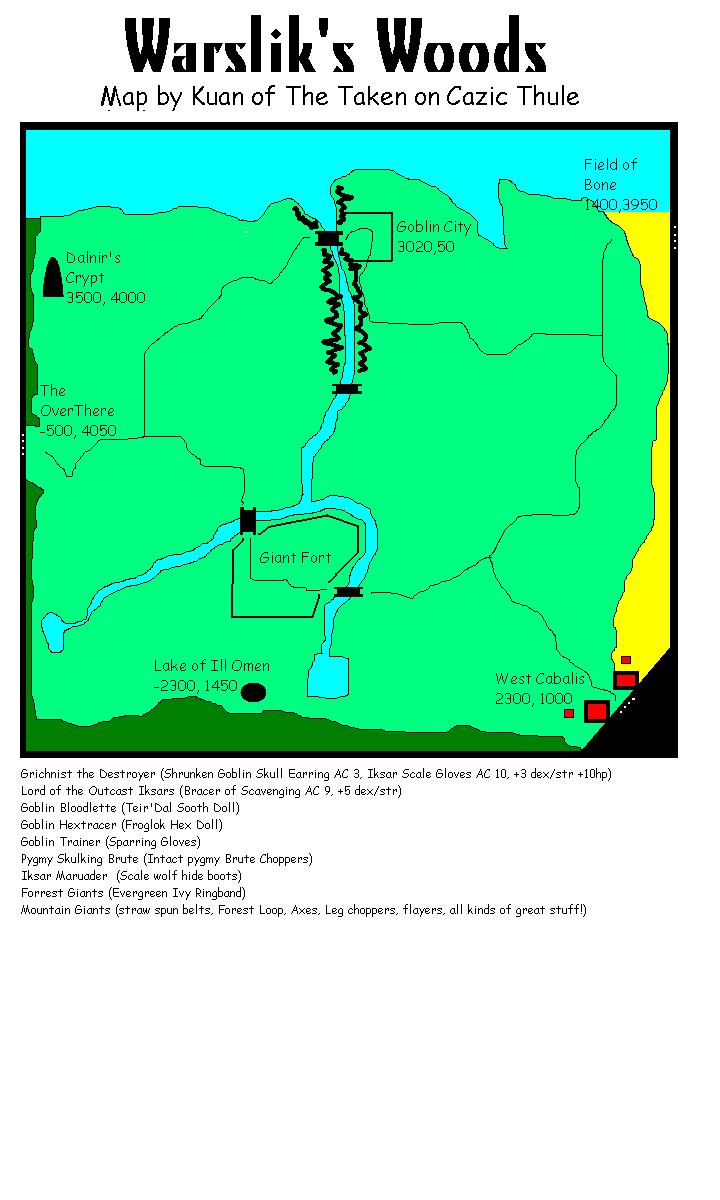 Warslik's Woods
Map by Kuan of The Taken on Cazic Thule
Field of
Bone
1400,3950
Goblin City
3020,50
Dalnir's
Crypt
3500, 4000
The
OverThere
-500, 4050
Giant Fort
Lake of Ill Omen
-2300, 1450
West Cabalis
2300, 1000
Grichnist the Destroyer (Shrunken Goblin Skull Earring AC 3, Iksar Scale Gloves AC 10, +3 dex/str +10hp)
Lord of the Outcast Iksars (Bracer of Scavenging AC 9, +5 dex/str)
Goblin Bloodlette (Teir'Dal Sooth Doll)
Goblin Hextracer (Froglok Hex Doll)
Goblin Trainer (Sparring Gloves)
Pygmy Skulking Brute (Intact pygmy Brute Choppers)
Iksar Maruader (Scale wolf hide boots)
Forrest Giants (Evergreen Ivy Ringband)
Mountain Giants (straw spun belts, Forest Loop, Axes, Leg choppers, flayers, all kinds of great stuff!)